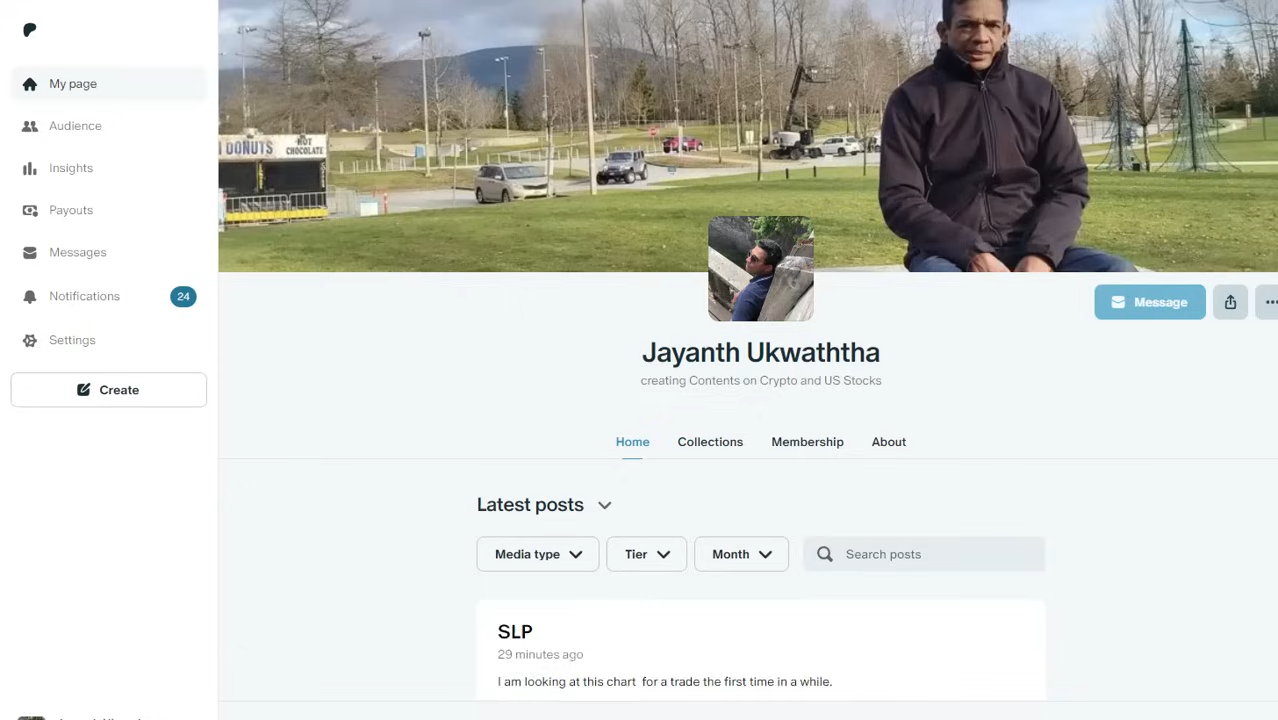 DONUTS
HOT
CHOCOLATE
My page
Audience
Insights
Payouts
Messages
Notifications
24
Settings
Create
Message
Jayanth Ukwaththa
creating Contents on Crypto and US Stocks
Home Collections Membership About
Latest posts
Media type Tier Month Search posts
SLP
29 minutes ago
I am looking at this chart for a trade the first time in a while.